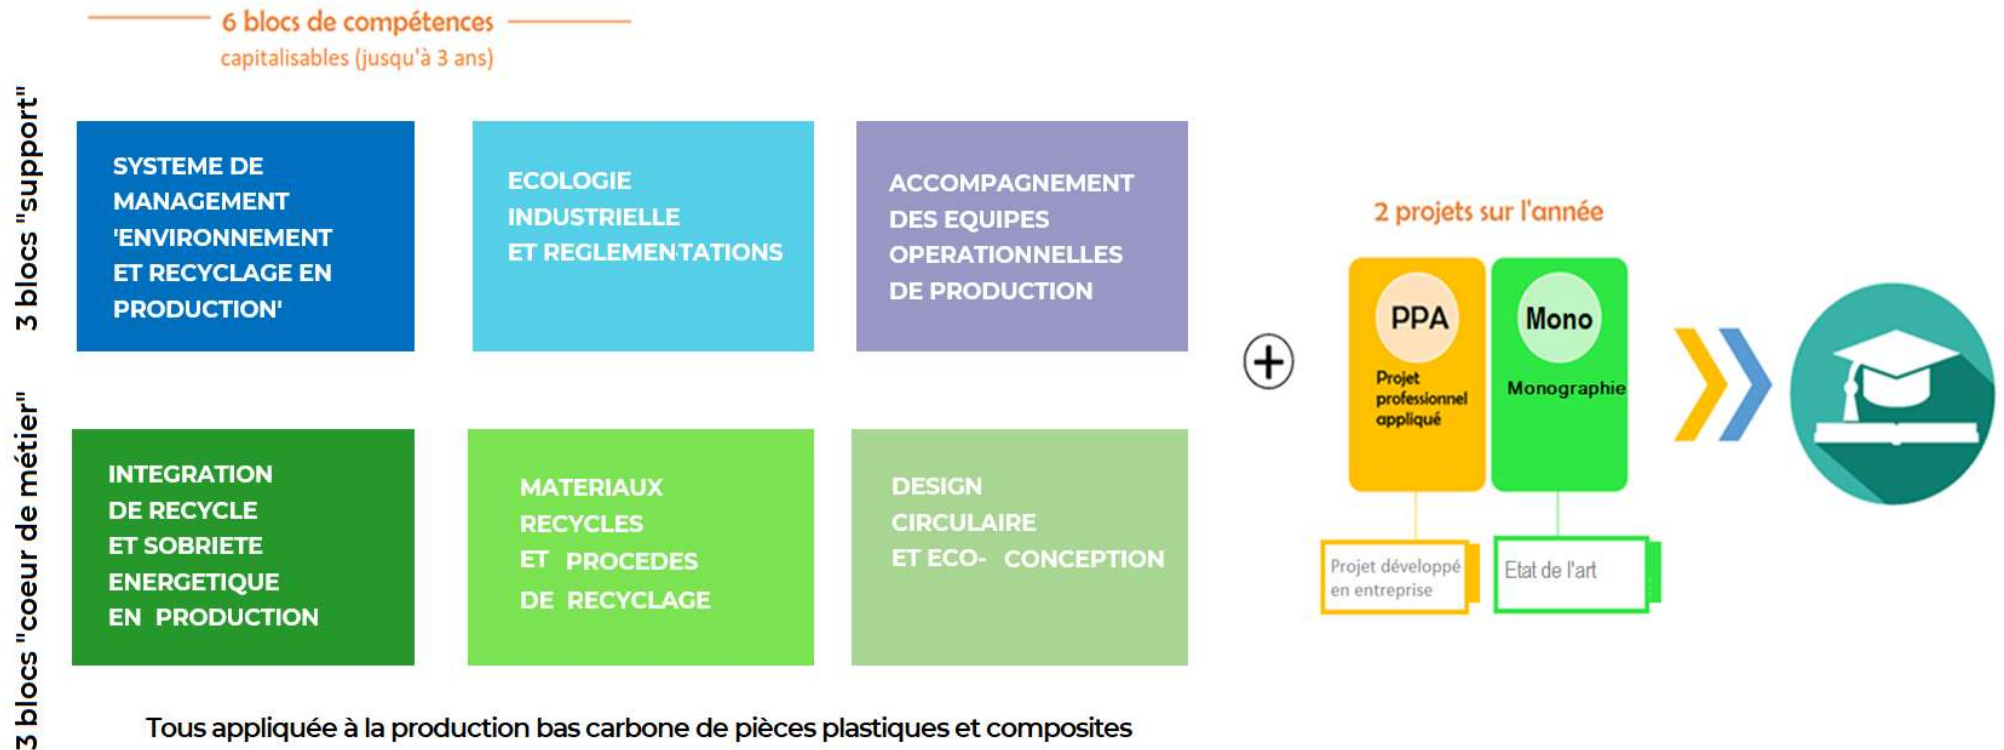 6 blocs de compétences
capitalisables (jusqu'à 3 ans)
3 blocs "support"
SYSTEME DE
MANAGEMENT
'ENVIRONNEMENT
ET RECYCLAGE EN
PRODUCTION'
ECOLOGIE
INDUSTRIELLE
ET REGLEMENTATIONS
ACCOMPAGNEMENT
DES EQUIPES
OPERATIONNELLES
DE PRODUCTION
3 blocs "coeur de métier"
INTEGRATION
DE RECYCLE
ET SOBRIETE
ENERGETIQUE
EN PRODUCTION
MATERIAUX
RECYCLES
ET PROCEDES
DE RECYCLAGE
DESIGN
CIRCULAIRE
ET ECO- CONCEPTION
Tous appliquée à la production bas carbone de pièces plastiques et composites
+
2 projets sur l'année
PPA
Projet
professionnel
appliqué
Mono
Monographie
Projet développé
en entreprise
Etat de l'art